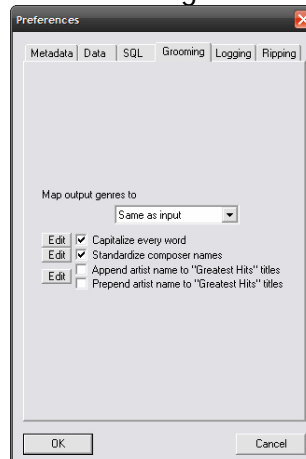 Preferences
Metadata Data SQL Grooming Logging Ripping
Map output genres to
Same as input
Edit Capitalize every word
Edit Standardize composer names
Append artist name to "Greatest Hits" titles
Edit
Prepend artist name to "Greatest Hits" titles
OK Cancel